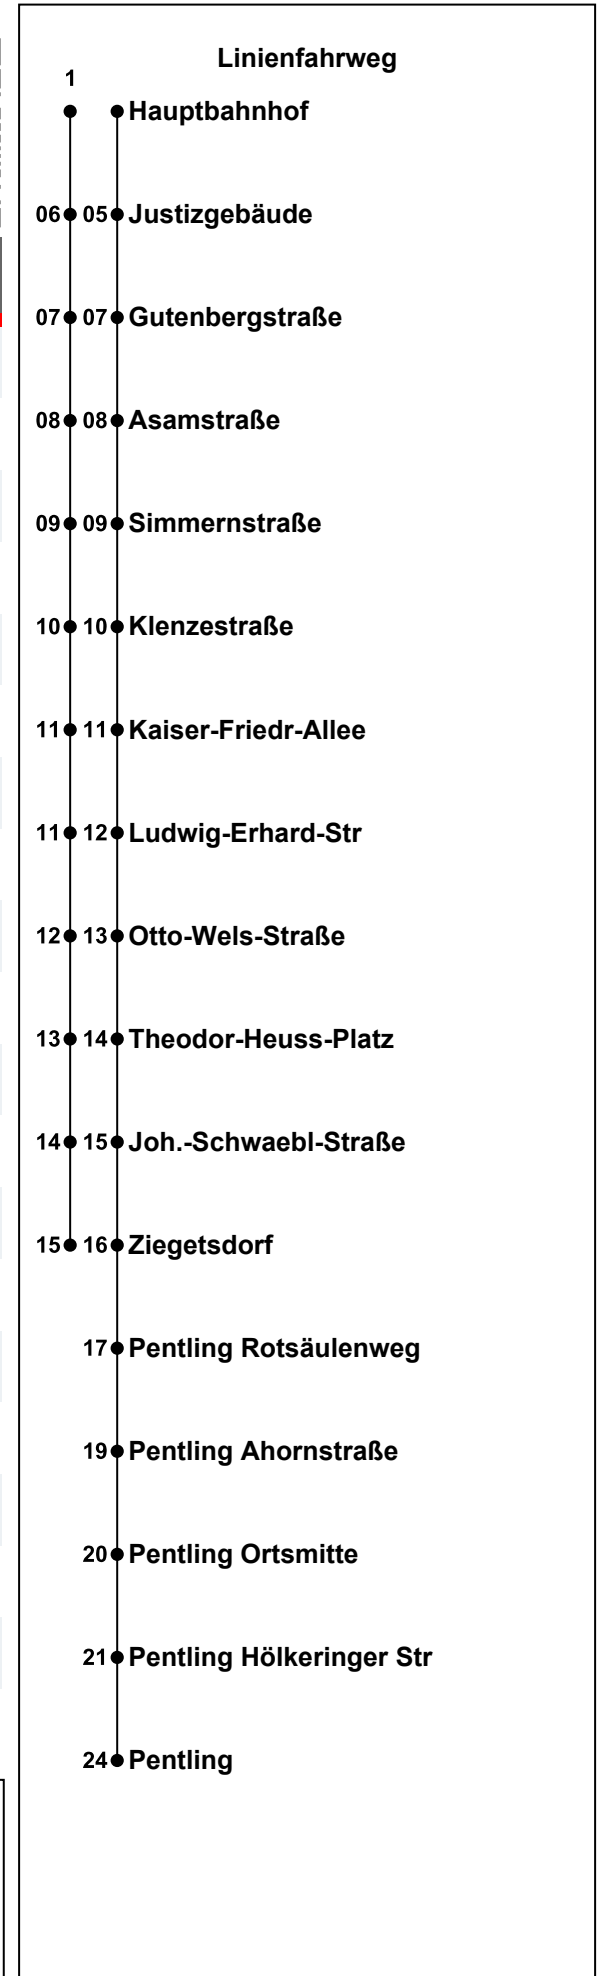 Linienfahrweg
1
Hauptbahnhof
06 05 Justizgebäude
07 07 Gutenbergstraße
08 08 Asamstraße
09 09 Simmernstraße
10 10 Klenzestraße
11 11 Kaiser-Friedr-Allee
11 12 Ludwig-Erhard-Str
12 13 Otto-Wels-Straße
13 14 Theodor-Heuss-Platz
14 15 Joh.-Schwaebl-Straße
15 16 Ziegetsdorf
17 Pentling Rotsäulenweg
19 Pentling Ahornstraße
20 Pentling Ortsmitte
21 Pentling Hölkeringer Str
24 Pentling